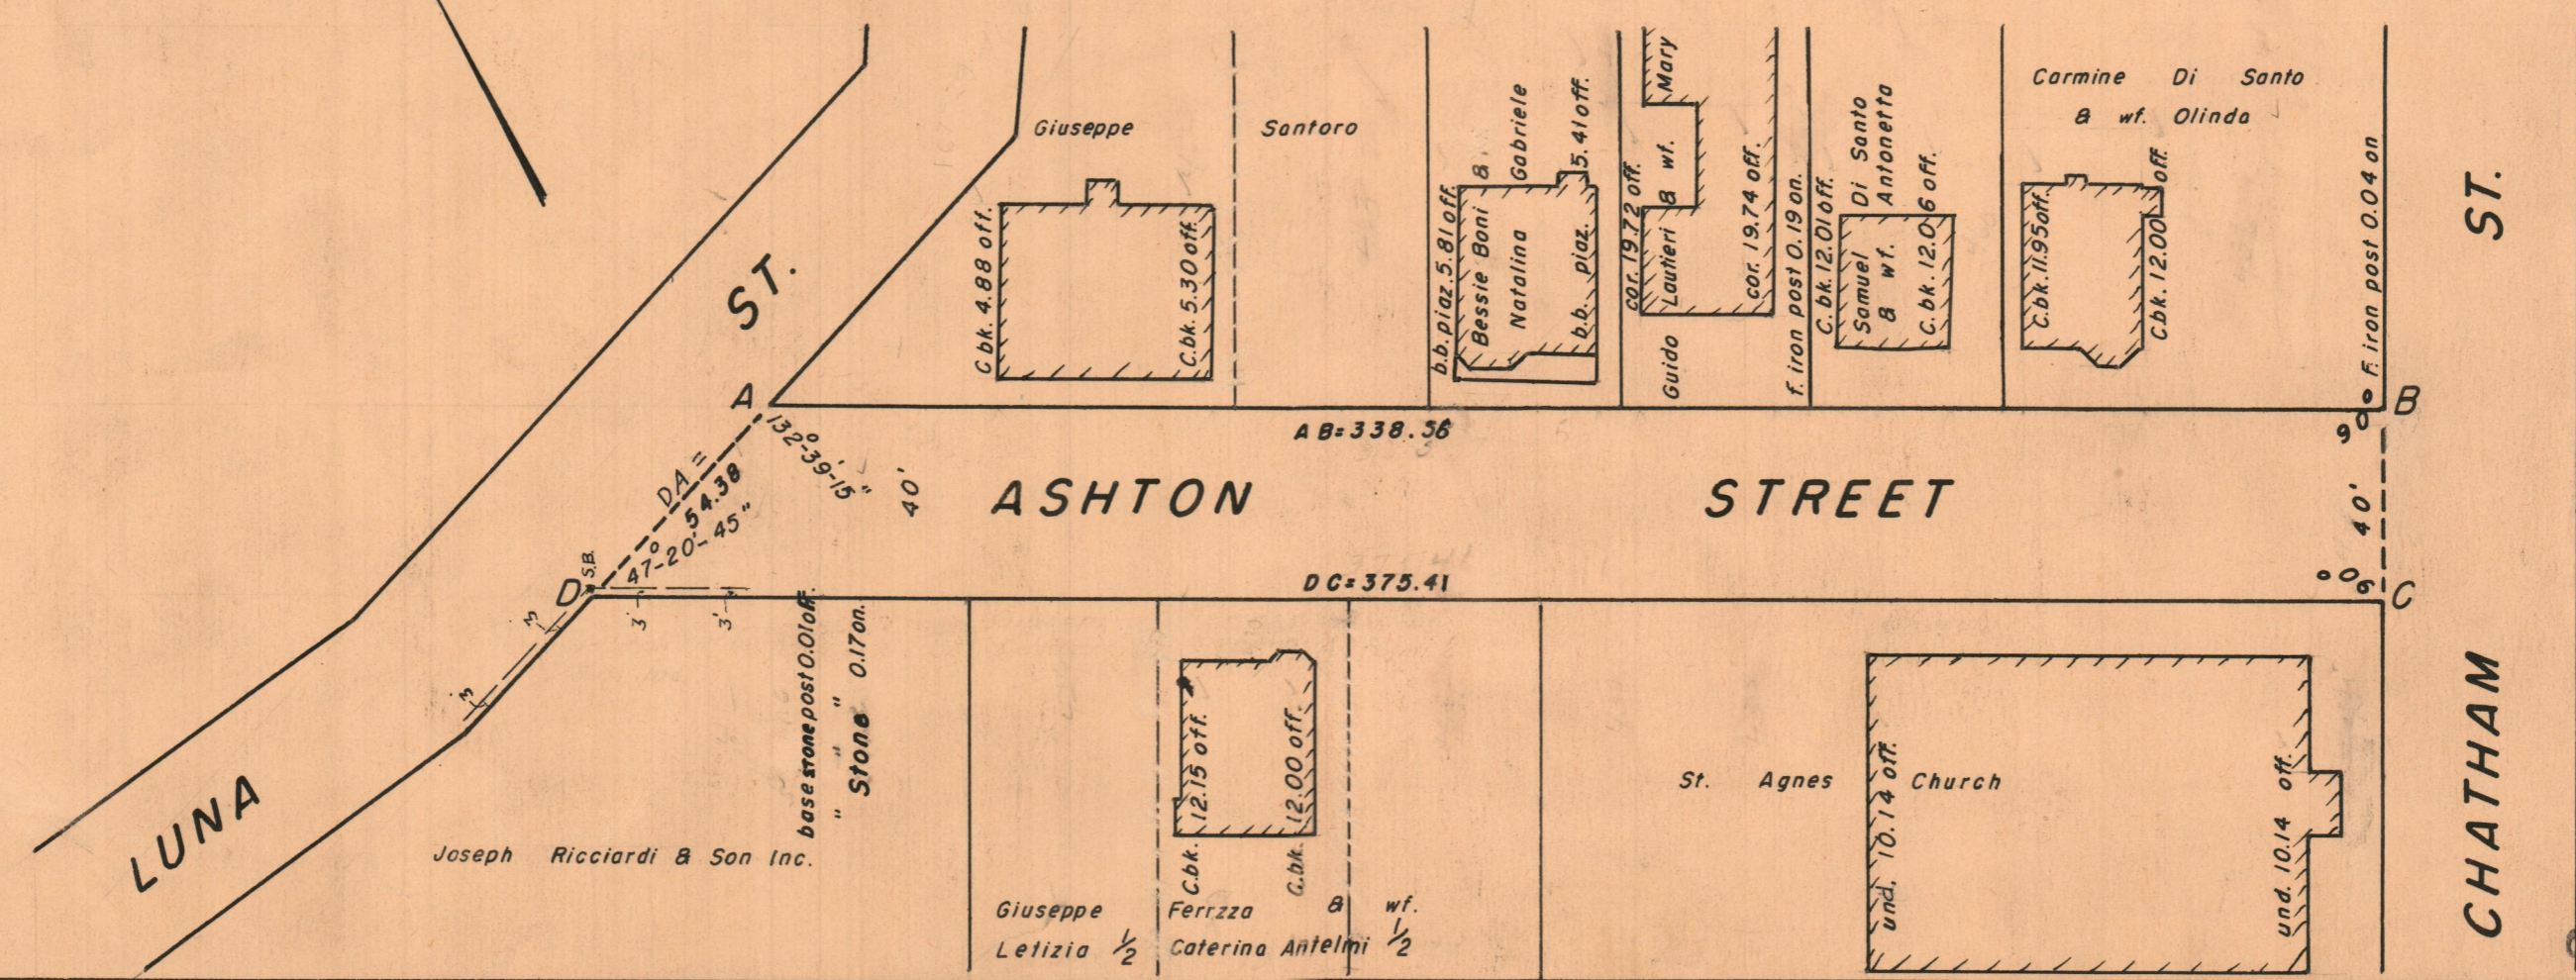 Giuseppe Santoro
C bk. 4.88 off.
C.bk. 5.30 off.
b.b. piaz. 5.81 off.
Bessie Boni &
Natalina Gabriele
b.b. piaz. 5.41 off.
cor. 19.72 off.
Guido Lautieri & wf. Mary
cor. 19.74 off.
f. iron post 0.19 on.
C. bk. 12.01 off.
Samuel Di Santo
& wf. Antonetta
C. bk. 12.06 off.
Carmine Di Santo
& wf. Olinda
C.bk. 11.95 off.
C.bk. 12.00 off.
F. iron post 0.04 on
A
B
AB=338.56
132°-39'-15"
90°
DA =
54.38
47°-20'-45"
40'
ASHTON STREET
40'
90°
D
S.B.
C
DC=375.41
3'
3'
3'
3'
LUNA ST.
CHATHAM ST.
base stone post 0.01 off.
" " " 0.17 on.
Stone
Joseph Ricciardi & Son Inc.
C.bk. 12.15 off.
C.bk. 12.00 off.
Giuseppe Ferrzza & wf.
Letizia 1/2 Caterina Antelmi 1/2
St. Agnes Church
und. 10.14 off.
und. 10.14 off.